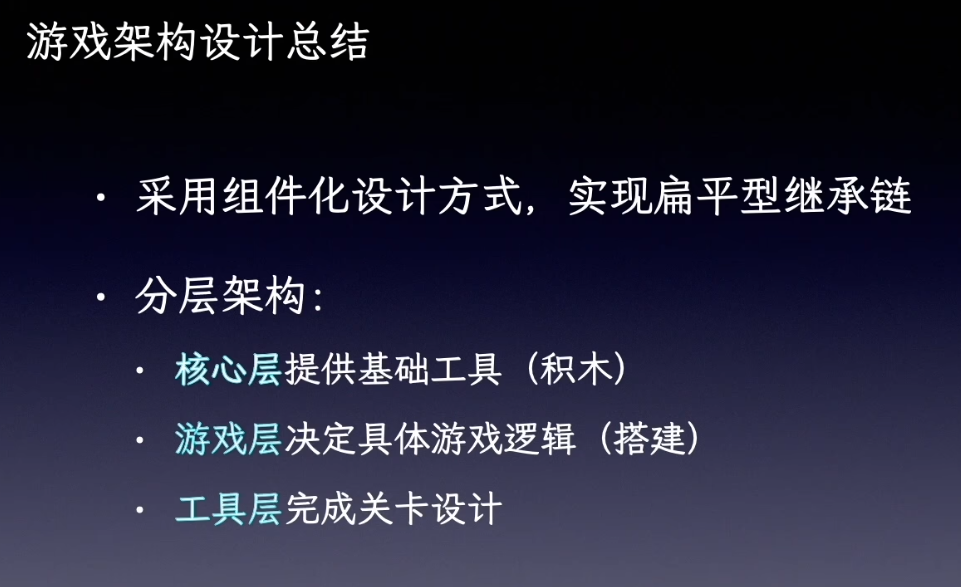 游戏架构设计总结
· 采用组件化设计方式，实现扁平型继承链
· 分层架构：
· 核心层提供基础工具（积木）
· 游戏层决定具体游戏逻辑（搭建）
· 工具层完成关卡设计